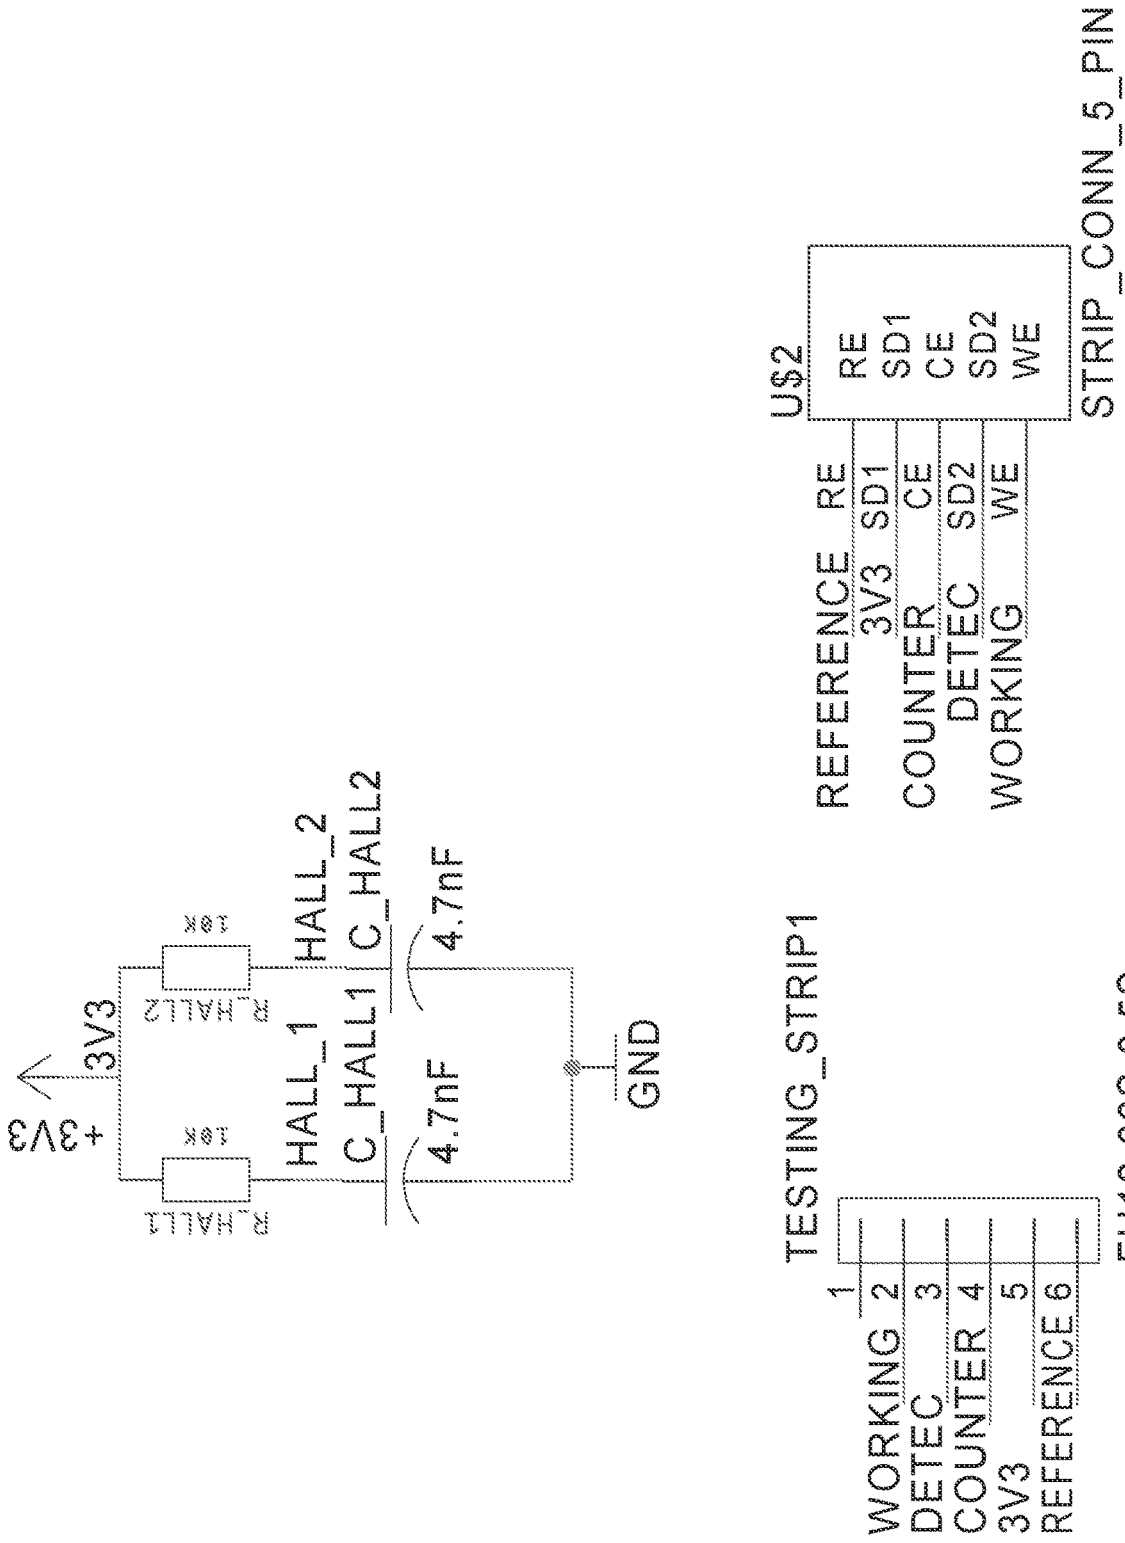 +3V3
3V3
R_HALL1
10K
R_HALL2
10K
HALL_1
HALL_2
C_HALL1
C_HALL2
4.7nF
4.7nF
GND
TESTING_STRIP1
1
WORKING 2
DETEC 3
COUNTER 4
3V3 5
REFERENCE 6
U$2
REFERENCE RE RE
3V3 SD1 SD1
COUNTER CE CE
DETEC SD2 SD2
WORKING WE WE
STRIP_CONN_5_PIN